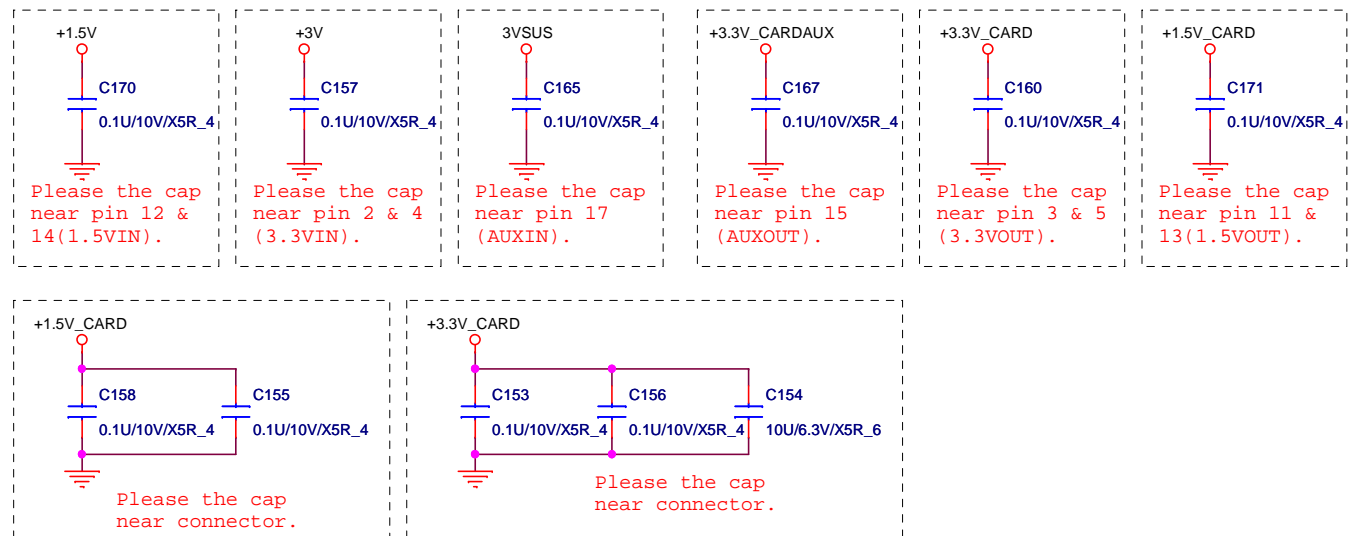 +1.5V
C170
0.1U/10V/X5R_4
Please the cap
near pin 12 &
14(1.5VIN).
+3V
C157
0.1U/10V/X5R_4
Please the cap
near pin 2 & 4
(3.3VIN).
3VSUS
C165
0.1U/10V/X5R_4
Please the cap
near pin 17
(AUXIN).
+3.3V_CARDAUX
C167
0.1U/10V/X5R_4
Please the cap
near pin 15
(AUXOUT).
+3.3V_CARD
C160
0.1U/10V/X5R_4
Please the cap
near pin 3 & 5
(3.3VOUT).
+1.5V_CARD
C171
0.1U/10V/X5R_4
Please the cap
near pin 11 &
13(1.5VOUT).
+1.5V_CARD
C158
0.1U/10V/X5R_4
C155
0.1U/10V/X5R_4
Please the cap
near connector.
+3.3V_CARD
C153
0.1U/10V/X5R_4
C156
0.1U/10V/X5R_4
C154
10U/6.3V/X5R_6
Please the cap
near connector.